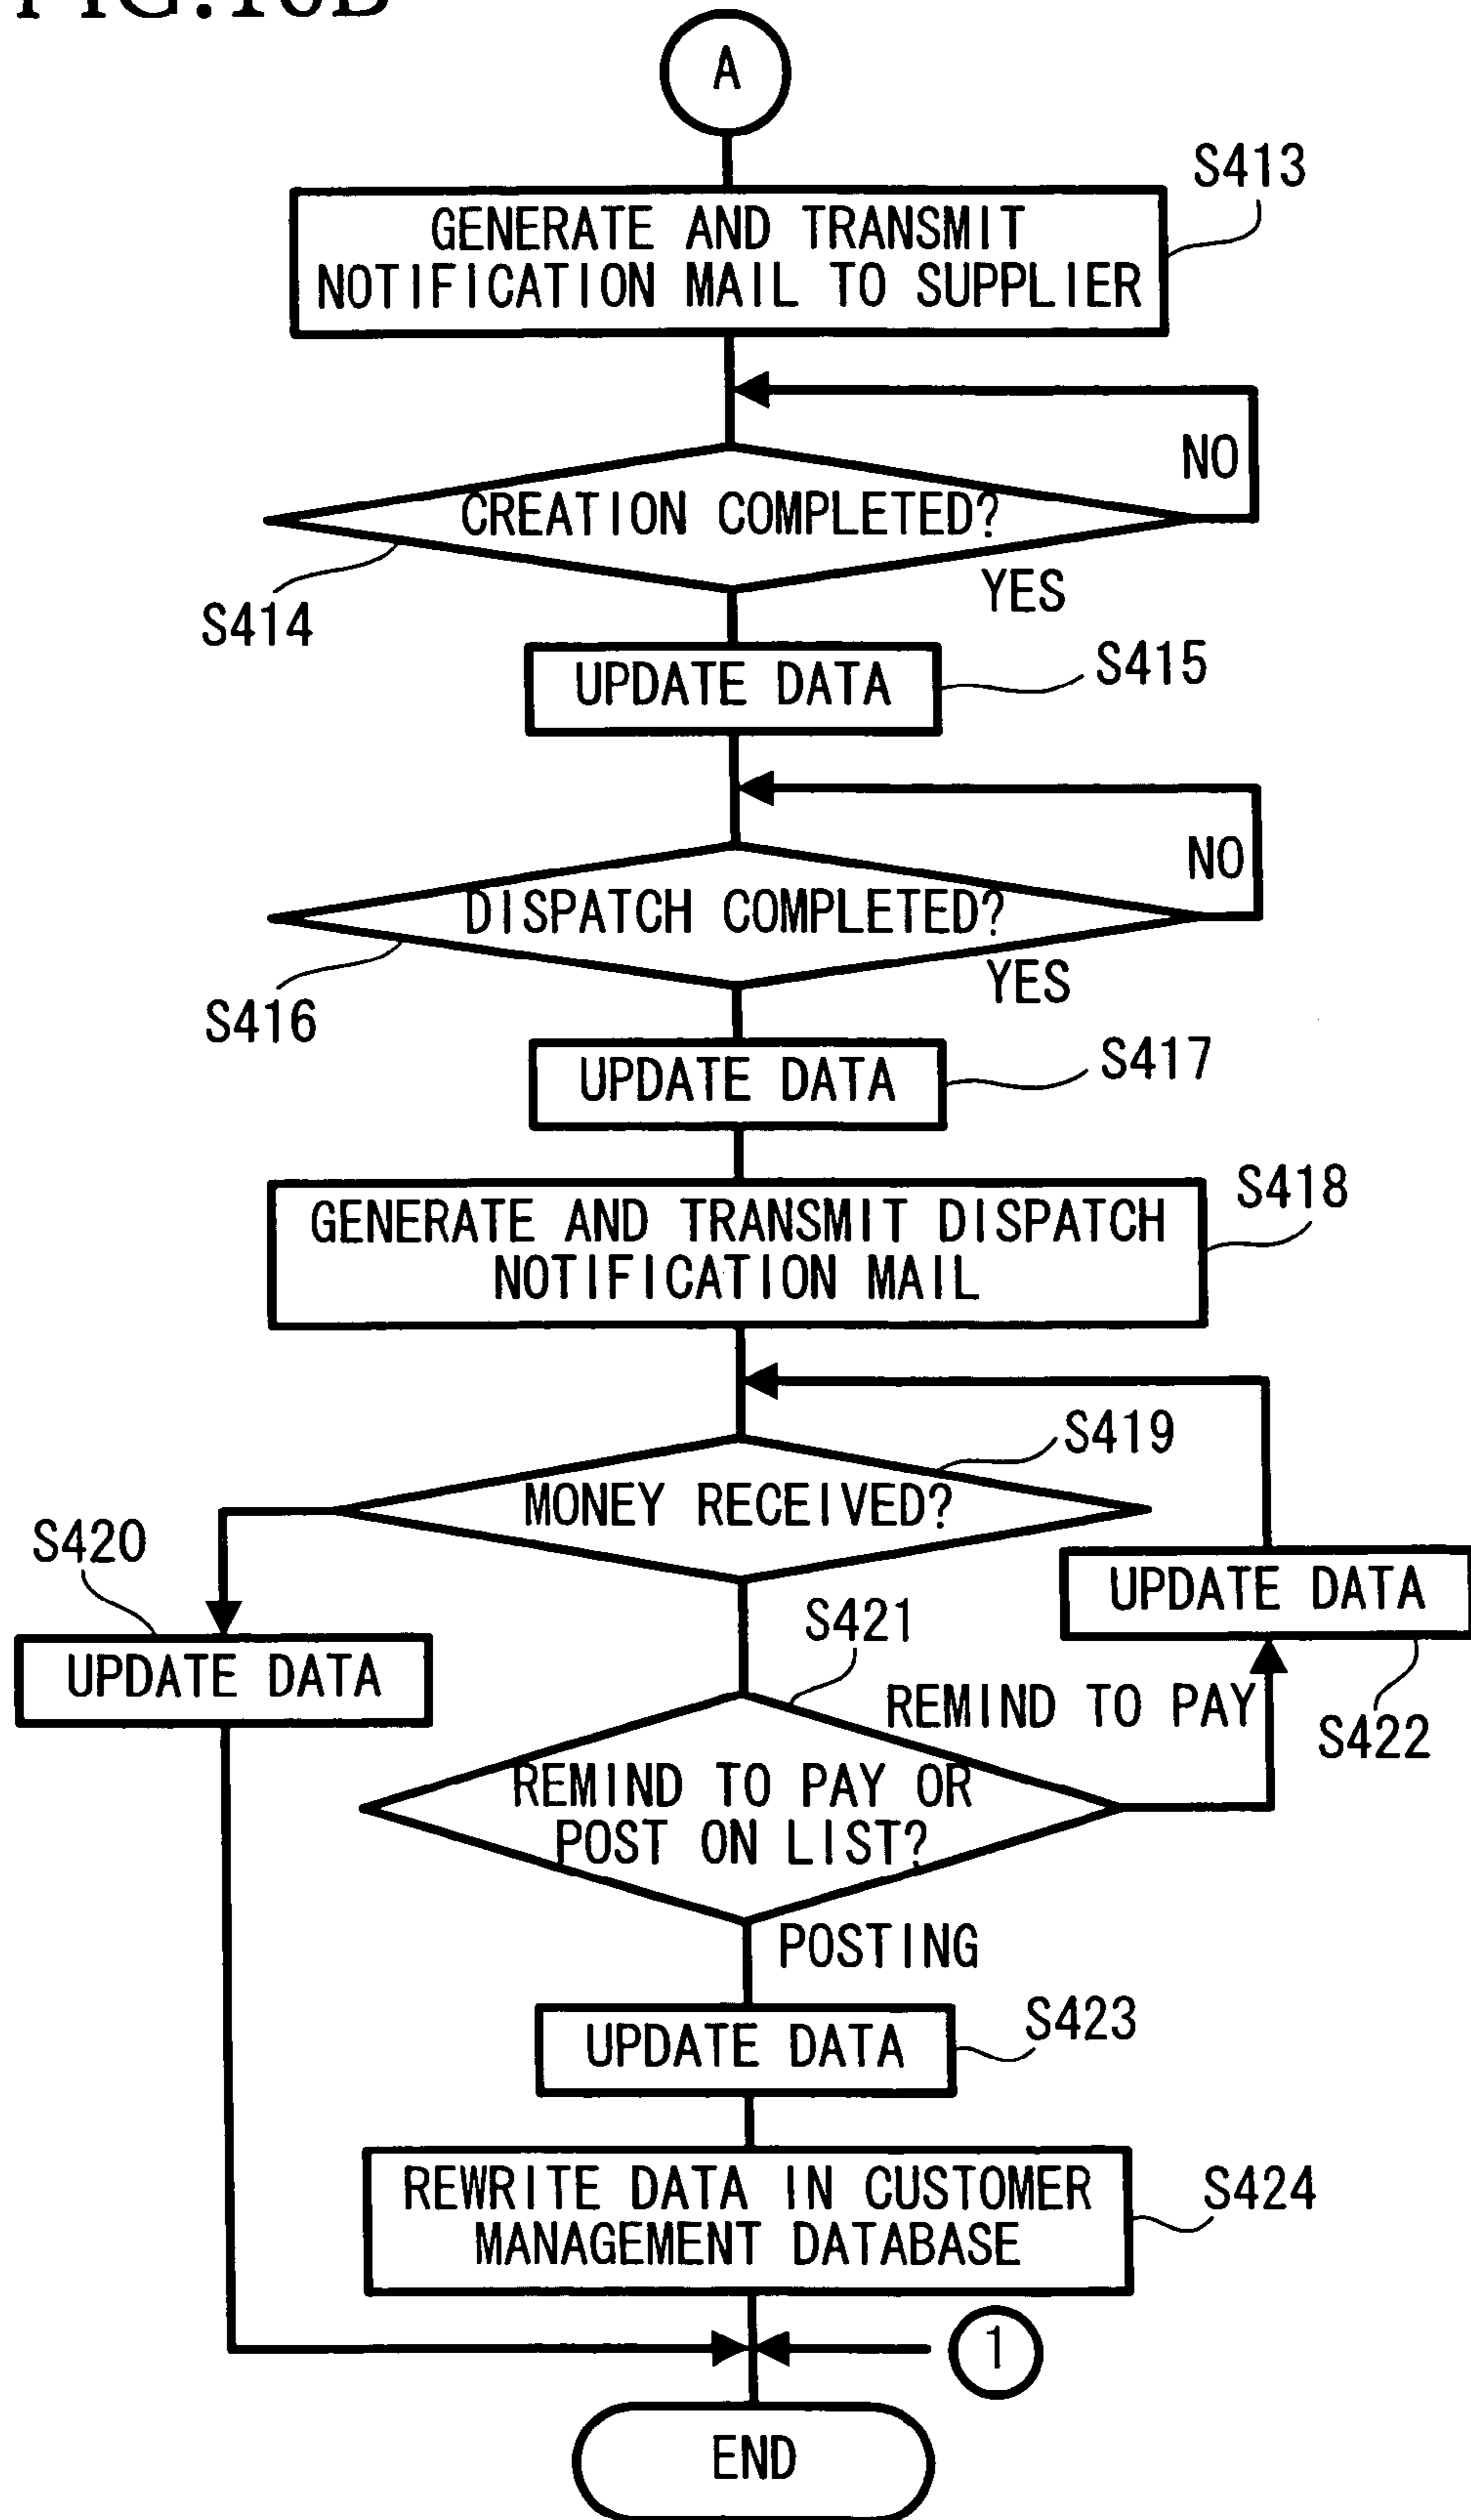 A
S413
GENERATE AND TRANSMIT
NOTIFICATION MAIL TO SUPPLIER
NO
CREATION COMPLETED?
S414
YES
UPDATE DATA
S415
NO
DISPATCH COMPLETED?
S416
YES
UPDATE DATA
S417
S418
GENERATE AND TRANSMIT DISPATCH
NOTIFICATION MAIL
S419
MONEY RECEIVED?
S420
UPDATE DATA
S421
UPDATE DATA
REMIND TO PAY
S422
REMIND TO PAY OR
POST ON LIST?
POSTING
UPDATE DATA
S423
REWRITE DATA IN CUSTOMER
MANAGEMENT DATABASE
S424
1
END